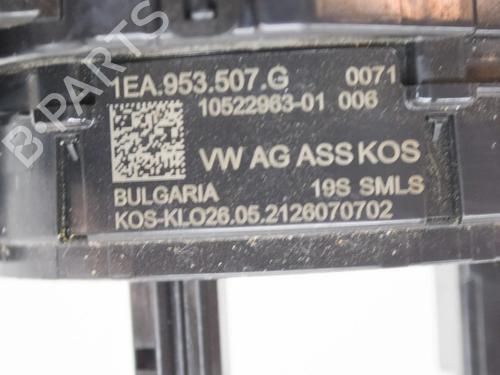 1EA.953.507.G 0071
10522963-01 006
VW AG ASS KOS
BULGARIA 19S SMLS
KOS-KLO26.05.2126070702
B-PARTS